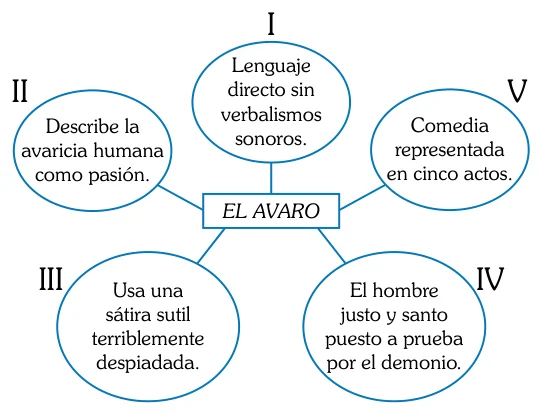 I
Lenguaje
directo sin
verbalismos
sonoros.
II
Describe la
avaricia humana
como pasión.
V
Comedia
representada
en cinco actos.
EL AVARO
III
Usa una
sátira sutil
terriblemente
despiadada.
IV
El hombre
justo y santo
puesto a prueba
por el demonio.